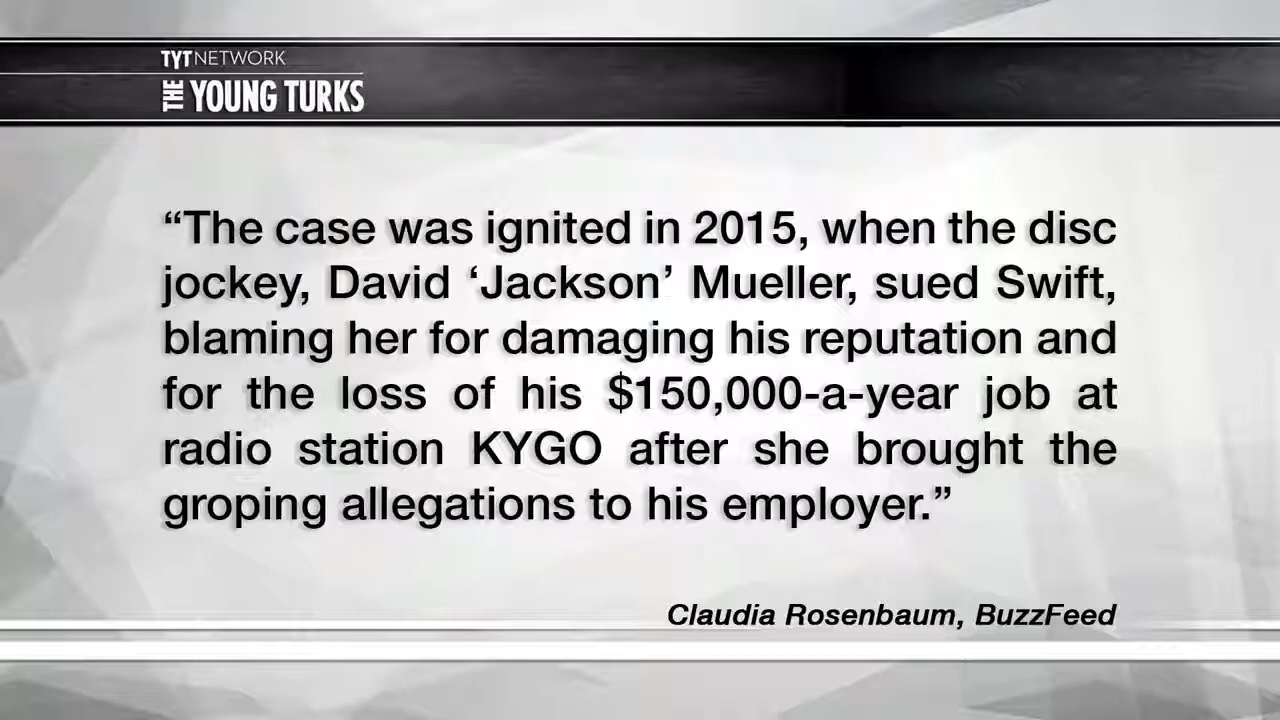 TYT NETWORK
THE YOUNG TURKS
“The case was ignited in 2015, when the disc
jockey, David ‘Jackson’ Mueller, sued Swift,
blaming her for damaging his reputation and
for the loss of his $150,000-a-year job at
radio station KYGO after she brought the
groping allegations to his employer.”
Claudia Rosenbaum, BuzzFeed